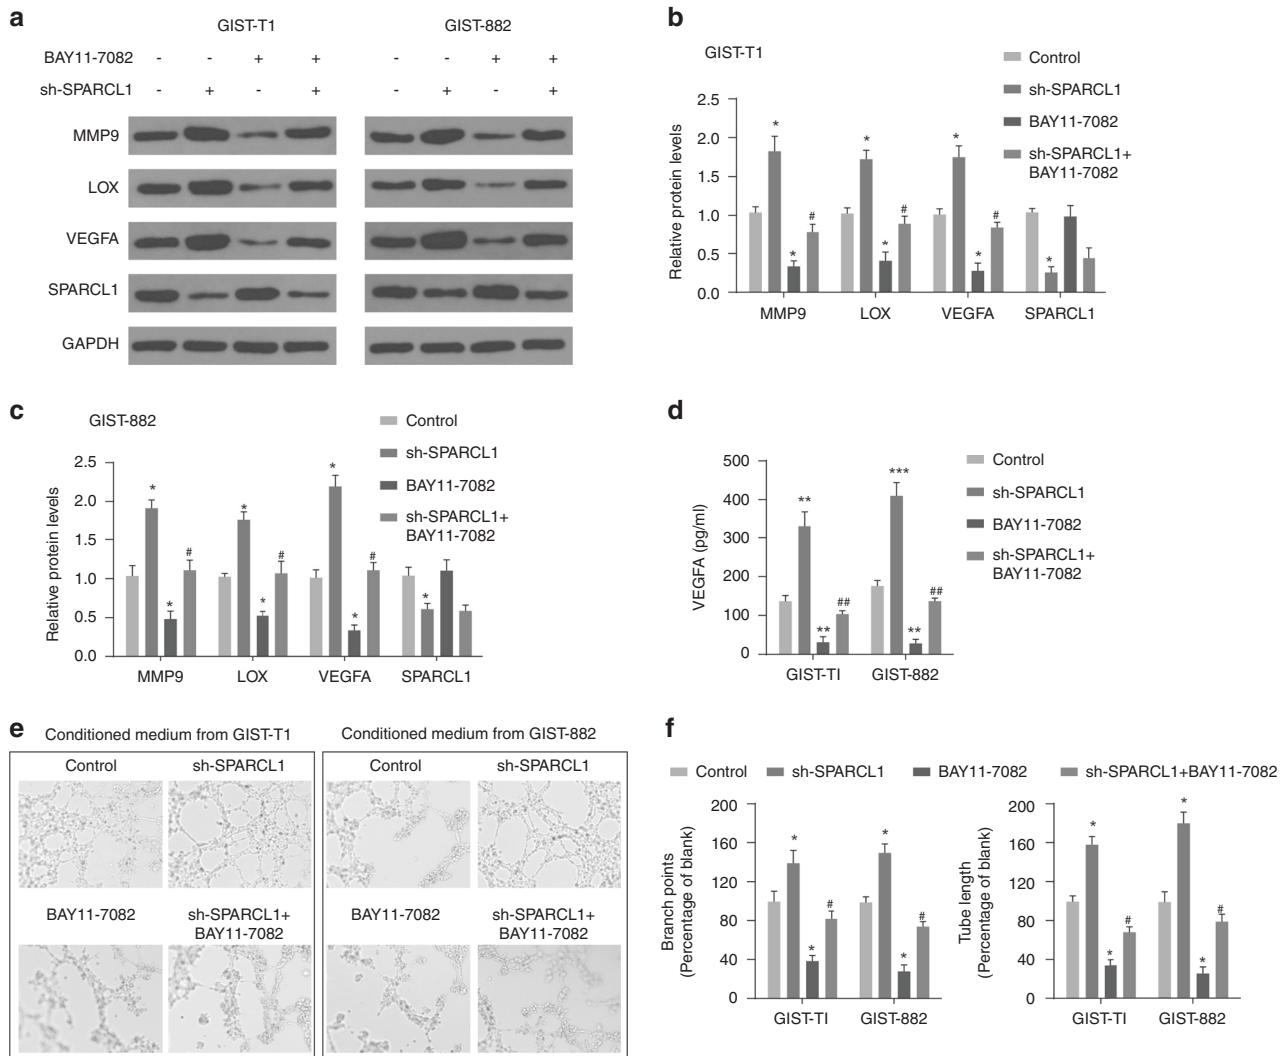 a
GIST-T1 GIST-882
BAY11-7082 - - + + - - + +
sh-SPARCL1 - + - + - + - +
MMP9
LOX
VEGFA
SPARCL1
GAPDH
b
GIST-T1
Control
sh-SPARCL1
BAY11-7082
sh-SPARCL1+
BAY11-7082
Relative protein levels
2.5
2.0
1.5
1.0
0.5
0.0
* * # * * # * * # *
MMP9 LOX VEGFA SPARCL1
c
GIST-882
Control
sh-SPARCL1
BAY11-7082
sh-SPARCL1+
BAY11-7082
Relative protein levels
2.5
2.0
1.5
1.0
0.5
0.0
* * # * * # * * # *
MMP9 LOX VEGFA SPARCL1
d
Control
sh-SPARCL1
BAY11-7082
sh-SPARCL1+
BAY11-7082
VEGFA (pg/ml)
500
400
300
200
100
0
** ** ## *** ** ##
GIST-TI GIST-882
e
Conditioned medium from GIST-T1 Conditioned medium from GIST-882
Control sh-SPARCL1 Control sh-SPARCL1
BAY11-7082 sh-SPARCL1+ BAY11-7082 sh-SPARCL1+
BAY11-7082 BAY11-7082
f
Control sh-SPARCL1 BAY11-7082 sh-SPARCL1+BAY11-7082
Branch points
(Percentage of blank)
200
160
120
80
40
0
* * # * * #
GIST-TI GIST-882
Tube length
(Percentage of blank)
200
160
120
80
40
0
* * # * * #
GIST-TI GIST-882